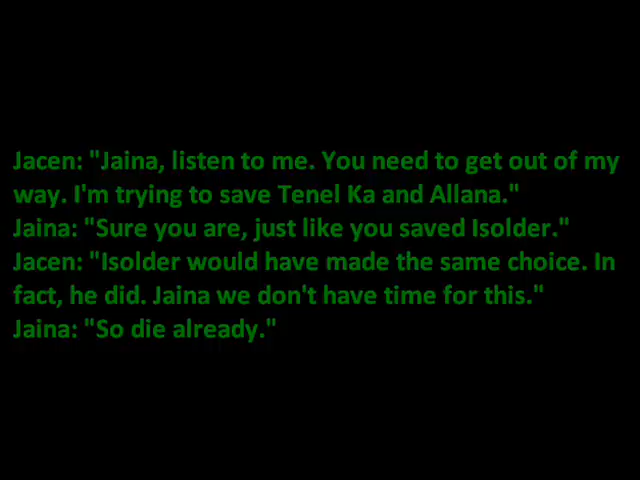 Jacen: "Jaina, listen to me. You need to get out of my
way. I'm trying to save Tenel Ka and Allana."
Jaina: "Sure you are, just like you saved Isolder."
Jacen: "Isolder would have made the same choice. In
fact, he did. Jaina we don't have time for this."
Jaina: "So die already."